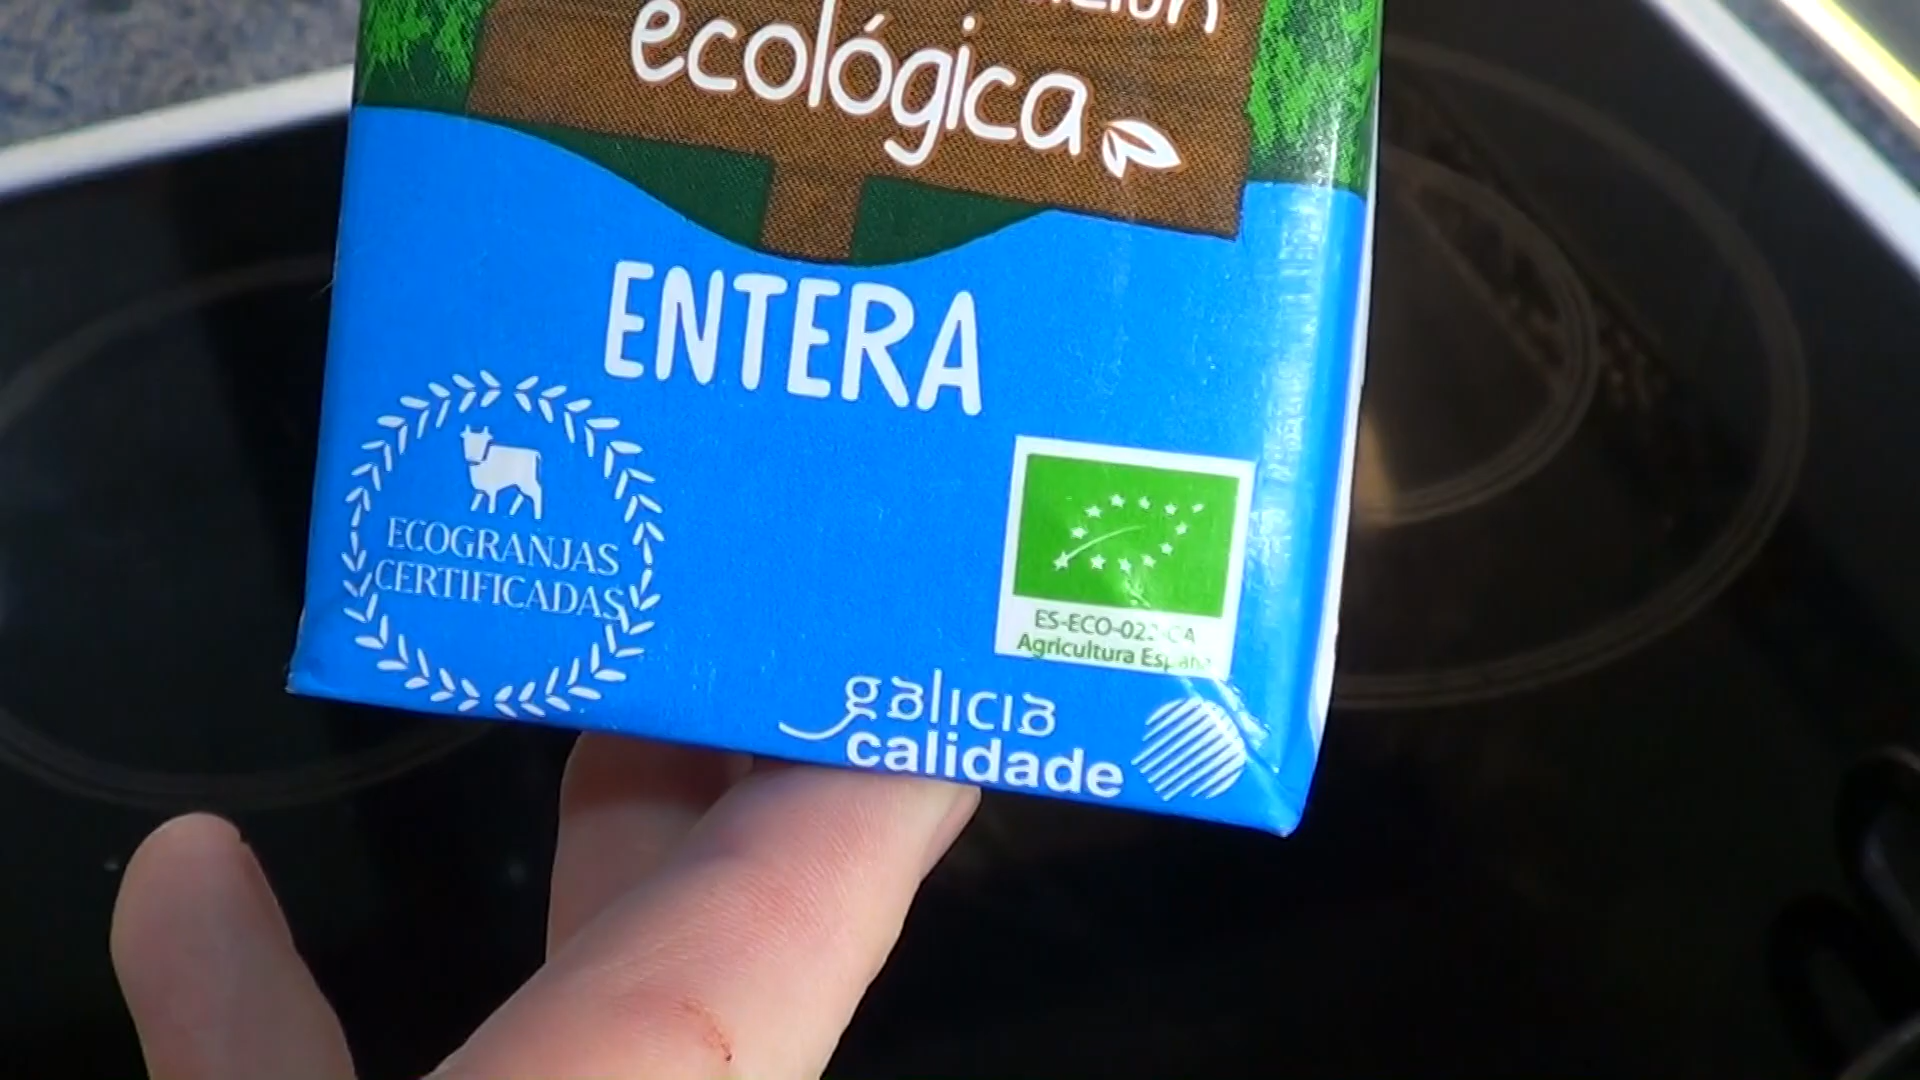 ecológica
ENTERA
ECOGRANJAS
CERTIFICADAS
Agricultura
galicia
calidade